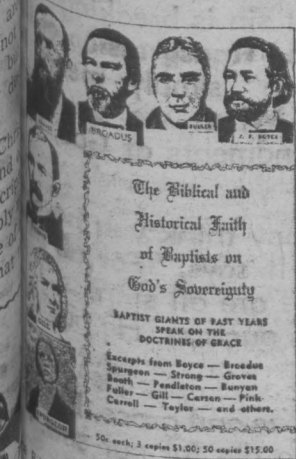 BROADUS
FULLER
J. P. BOYCE
The Biblical and
Historical Faith
of Baptists on
God's Sovereignty
BAPTIST GIANTS OF PAST YEARS
SPEAK ON THE
DOCTRINES OF GRACE
Excerpts from Boyce — Broadus
Spurgeon — Strong — Graves
Booth — Pendleton — Bunyan
Fuller — Gill — Carson — Pink
Carroll — Taylor — and others.
50c each; 3 copies $1.00; 50 copies $15.00